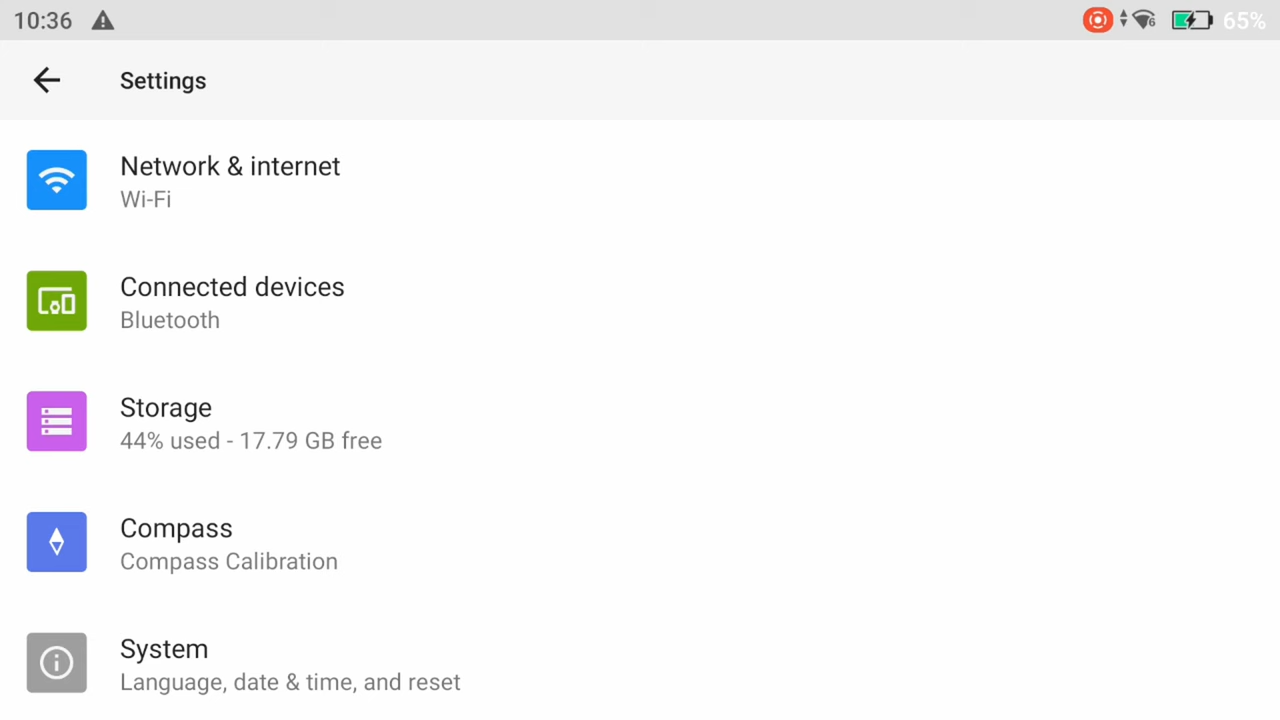 10:36
6
65%
Settings
Network & internet
Wi-Fi
Connected devices
Bluetooth
Storage
44% used - 17.79 GB free
Compass
Compass Calibration
System
Language, date & time, and reset